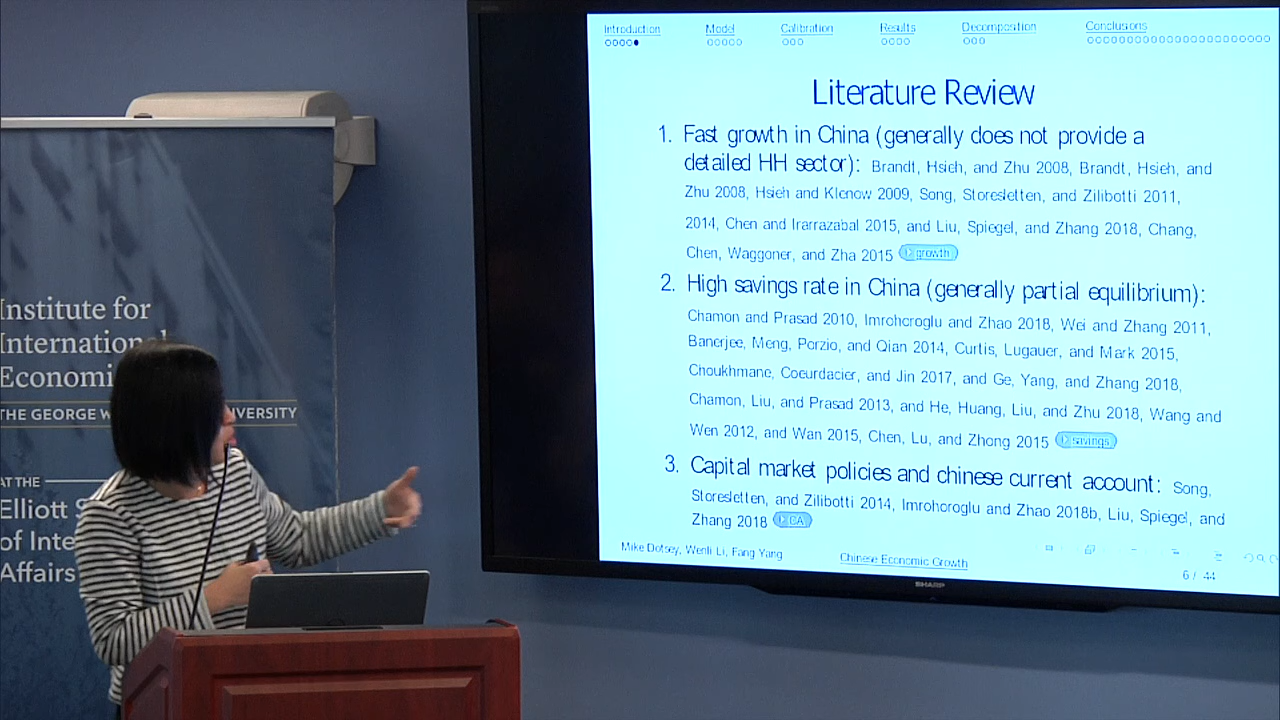 Institute for
International
Economi
THE GEORGE W
VERSITY
AT THE
Elliott S
of Inte
Affairs
Introduction Model Calibration Results Decomposition Conclusions
Literature Review
1. Fast growth in China (generally does not provide a
detailed HH sector): Brandt, Hsieh, and Zhu 2008, Brandt, Hsieh, and
Zhu 2008, Hsieh and Klenow 2009, Song, Storesletten, and Zilibotti 2011,
2014, Chen and Irarrazabal 2015, and Liu, Spiegel, and Zhang 2018, Chang,
Chen, Waggoner, and Zha 2015 growth
2. High savings rate in China (generally partial equilibrium):
Chamon and Prasad 2010, Imrohoroglu and Zhao 2018, Wei and Zhang 2011,
Banerjee, Meng, Porzio, and Qian 2014, Curtis, Lugauer, and Mark 2015,
Choukhmane, Coeurdacier, and Jin 2017, and Ge, Yang, and Zhang 2018,
Chamon, Liu, and Prasad 2013, and He, Huang, Liu, and Zhu 2018, Wang and
Wen 2012, and Wan 2015, Chen, Lu, and Zhong 2015 savings
3. Capital market policies and chinese current account: Song,
Storesletten, and Zilibotti 2014, Imrohoroglu and Zhao 2018b, Liu, Spiegel, and
Zhang 2018 CA
Mike Dotsey, Wenli Li, Fang Yang Chinese Economic Growth
6 / 44
SHARP